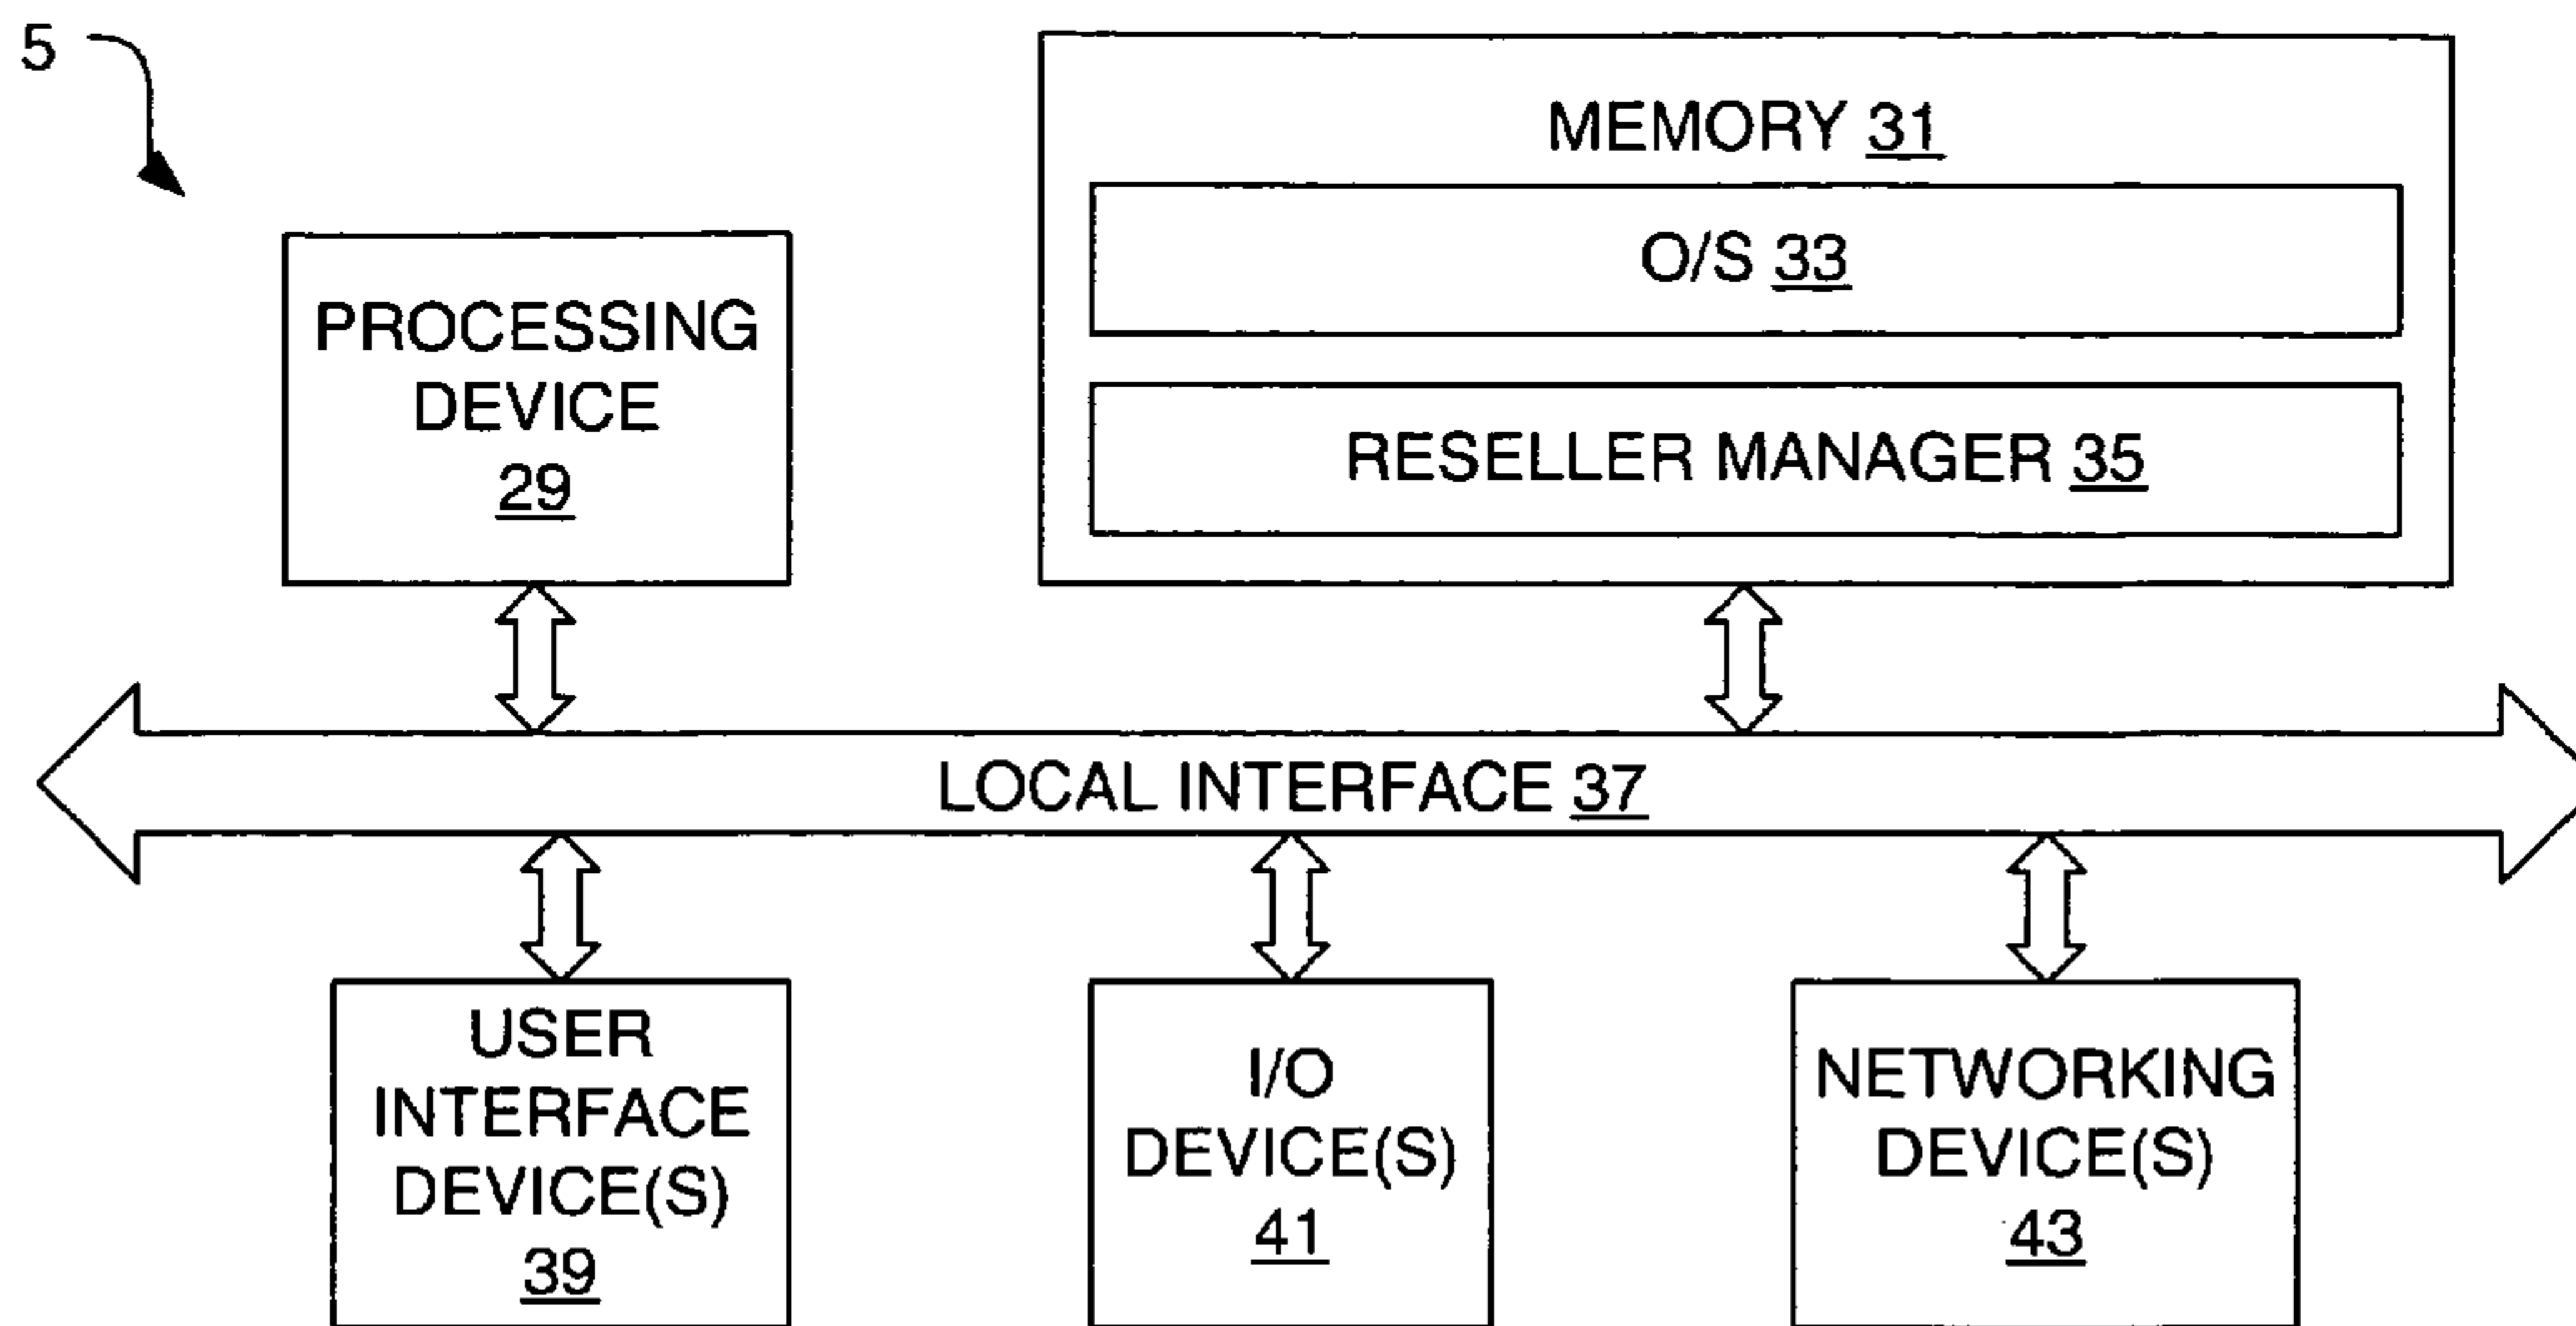 5
MEMORY 31
O/S 33
RESELLER MANAGER 35
PROCESSING
DEVICE
29
LOCAL INTERFACE 37
USER
INTERFACE
DEVICE(S)
39
I/O
DEVICE(S)
41
NETWORKING
DEVICE(S)
43